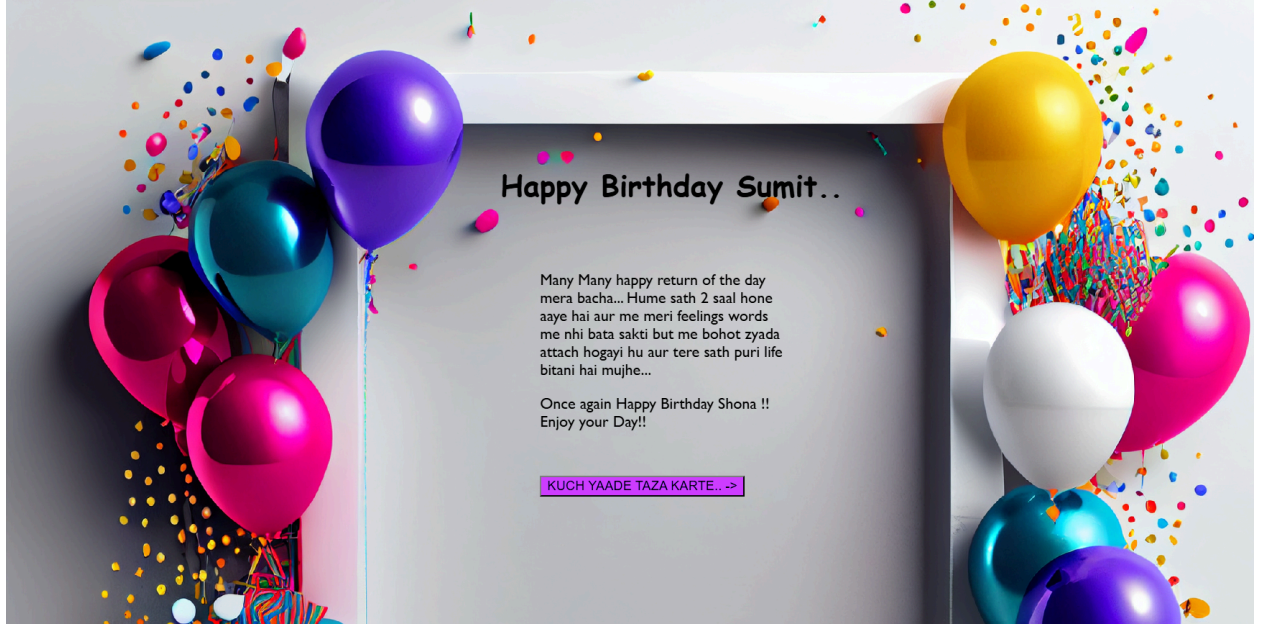 Happy Birthday Sumit..
Many Many happy return of the day
mera bacha... Hume sath 2 saal hone
aaye hai aur me meri feelings words
me nhi bata sakti but me bohot zyada
attach hogayi hu aur tere sath puri life
bitani hai mujhe...
Once again Happy Birthday Shona !!
Enjoy your Day!!
KUCH YAADE TAZA KARTE.. ->